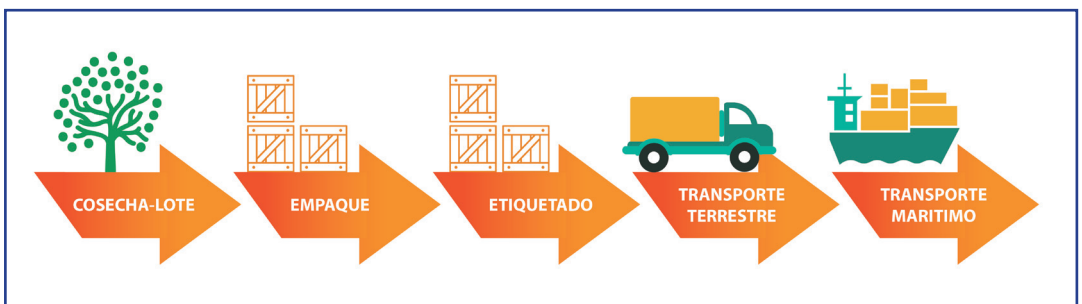 COSECHA-LOTE
EMPAQUE
ETIQUETADO
TRANSPORTE
TERRESTRE
TRANSPORTE
MARITIMO